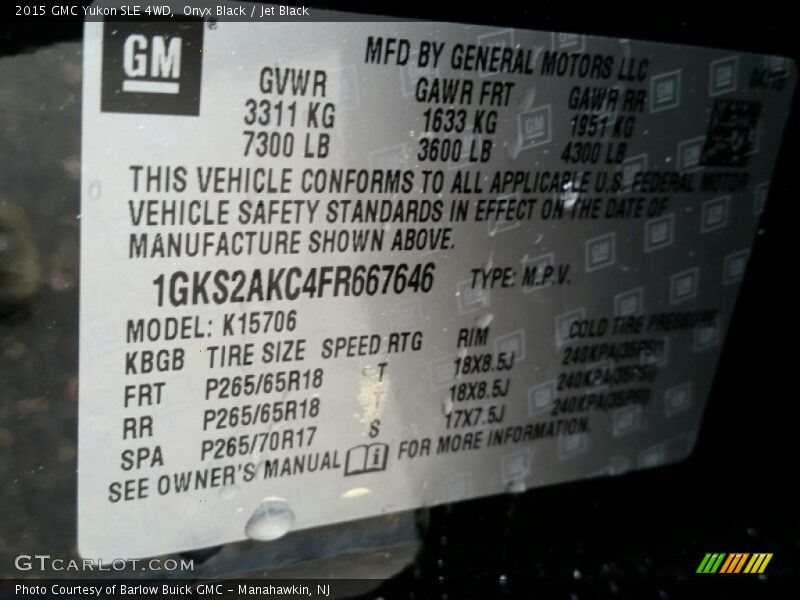 2015 GMC Yukon SLE 4WD, Onyx Black / Jet Black
GM
MFD BY GENERAL MOTORS LLC
GVWR GAWR FRT GAWR RR
3311 KG 1633 KG 1951 KG
7300 LB 3600 LB 4300 LB
THIS VEHICLE CONFORMS TO ALL APPLICABLE U.S. FEDERAL MOTOR
VEHICLE SAFETY STANDARDS IN EFFECT ON THE DATE OF
MANUFACTURE SHOWN ABOVE.
1GKS2AKC4FR667646 TYPE: M.P.V.
MODEL: K15706
KBGB TIRE SIZE SPEED RTG RIM COLD TIRE PRESSURE
FRT P265/65R18 T 18X8.5J 240KPA(35PSI)
RR P265/65R18 T 18X8.5J 240KPA(35PSI)
SPA P265/70R17 S 17X7.5J 240KPA(35PSI)
SEE OWNER'S MANUAL i FOR MORE INFORMATION.
GTCARLOT.COM
Photo Courtesy of Barlow Buick GMC - Manahawkin, NJ